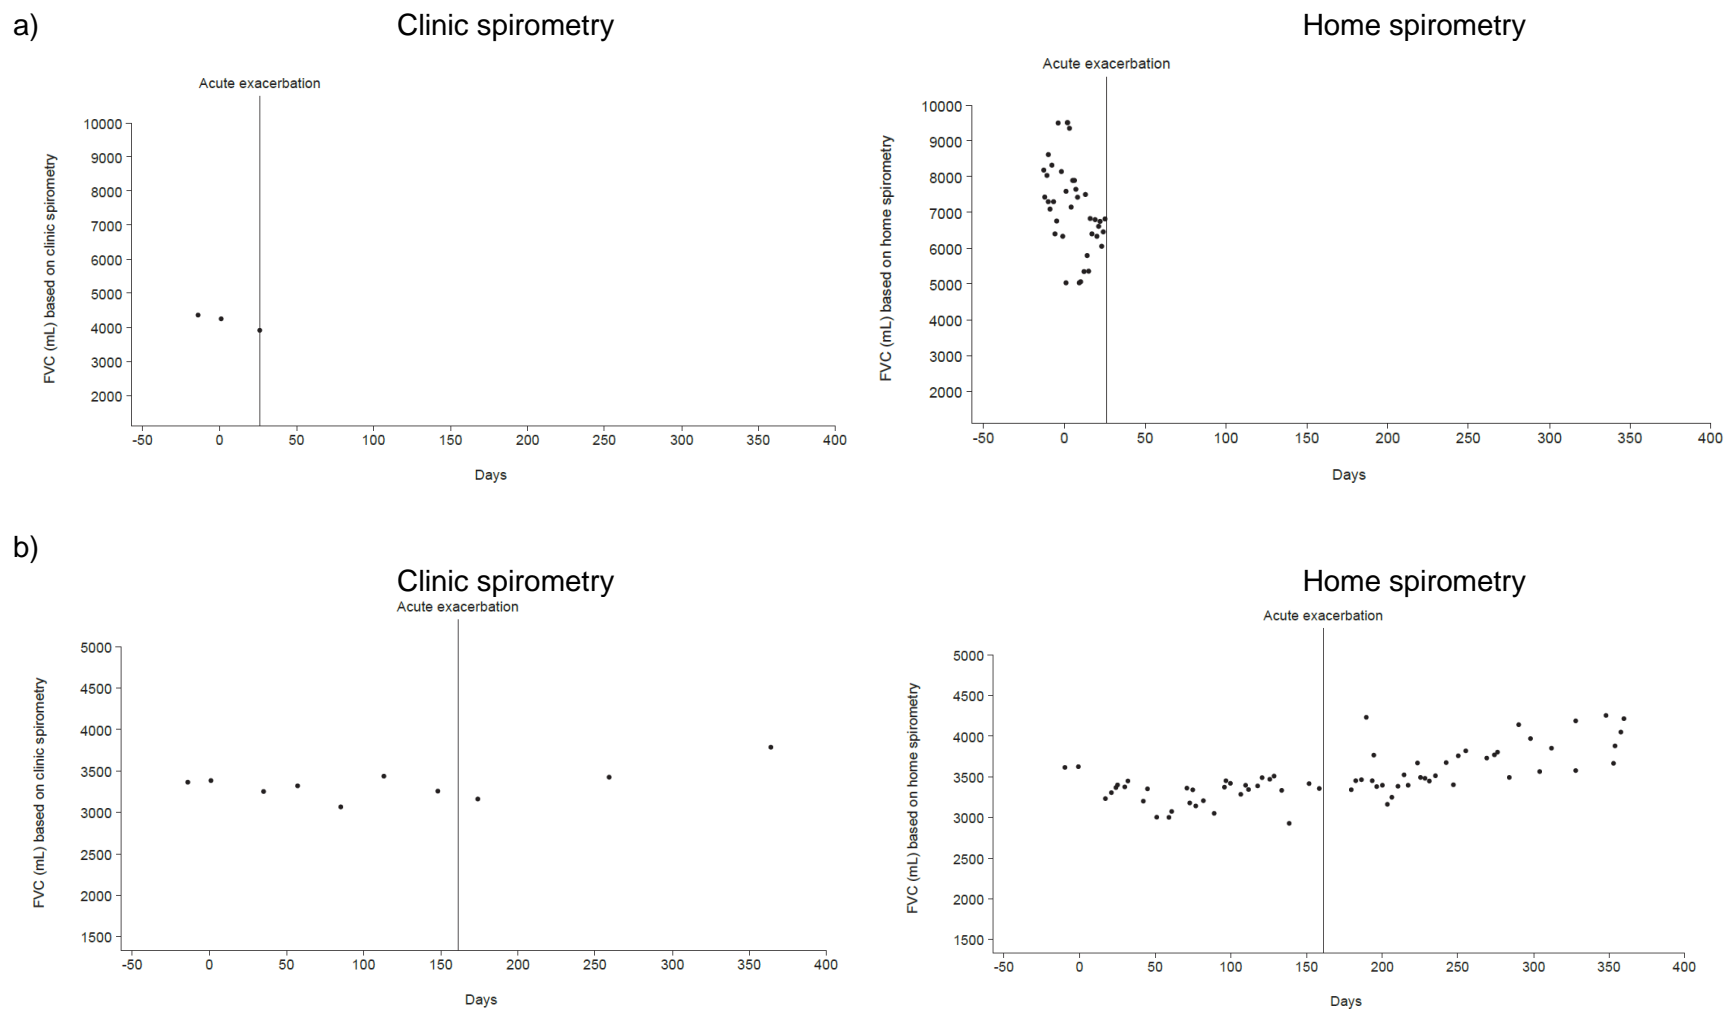 a)
Clinic spirometry
Home spirometry
Acute exacerbation
FVC (mL) based on clinic spirometry
10000
9000
8000
7000
6000
5000
4000
3000
2000
-50 0 50 100 150 200 250 300 350 400
Days
Acute exacerbation
FVC (mL) based on home spirometry
10000
9000
8000
7000
6000
5000
4000
3000
2000
-50 0 50 100 150 200 250 300 350 400
Days
b)
Clinic spirometry
Home spirometry
Acute exacerbation
FVC (mL) based on clinic spirometry
5000
4500
4000
3500
3000
2500
2000
1500
-50 0 50 100 150 200 250 300 350 400
Days
Acute exacerbation
FVC (mL) based on home spirometry
5000
4500
4000
3500
3000
2500
2000
1500
-50 0 50 100 150 200 250 300 350 400
Days